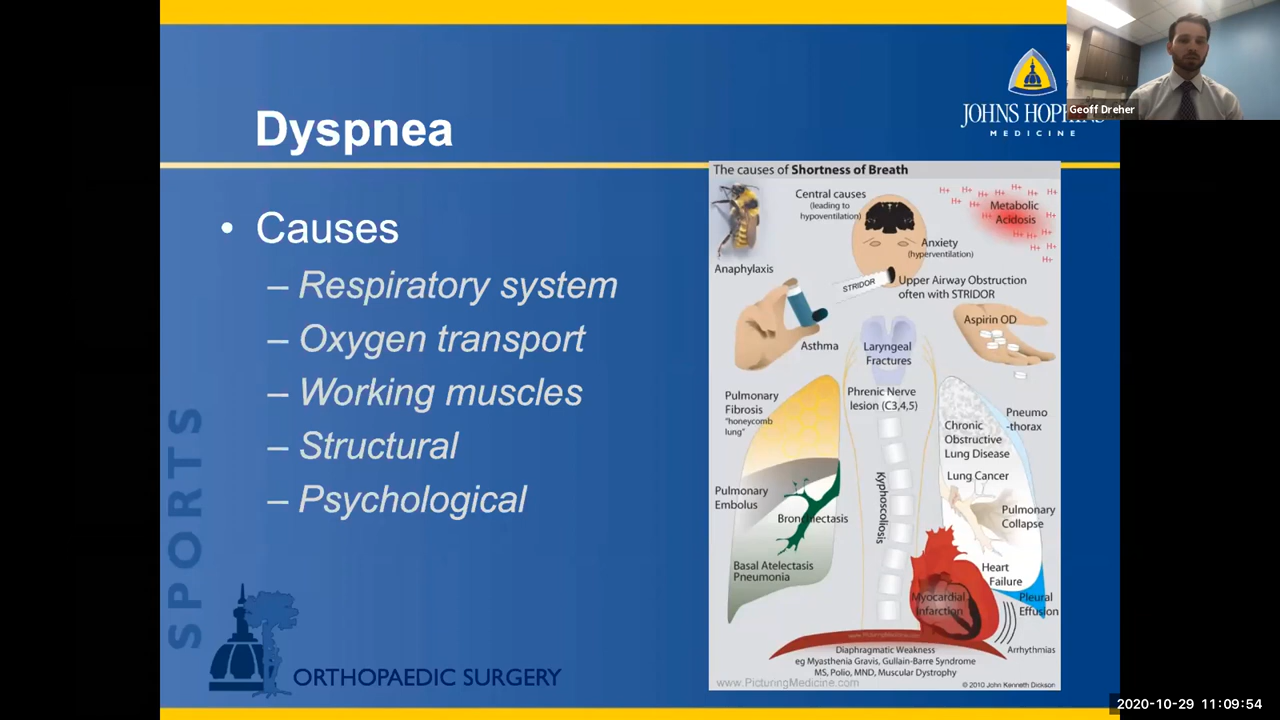 Geoff Dreher
JOHNS HOPKINS
MEDICINE
Dyspnea
• Causes
– Respiratory system
– Oxygen transport
– Working muscles
– Structural
– Psychological
SPORTS
ORTHOPAEDIC SURGERY
The causes of Shortness of Breath
Central causes
(leading to
hypoventilation)
H+ H+ H+ H+ H+ H+ H+
H+ H+ H+
Metabolic
Acidosis
H+ H+ H+ H+ H+ H+ H+
Anaphylaxis
Anxiety
(hyperventilation)
STRIDOR
Upper Airway Obstruction
often with STRIDOR
Asthma
Aspirin OD
Laryngeal
Fractures
Phrenic Nerve
lesion (C3,4,5)
Pulmonary
Fibrosis
"honeycomb
lung"
Pneumo
-thorax
Chronic
Obstructive
Lung Disease
Lung Cancer
Pulmonary
Embolus
Bronchiectasis
Kyphoscoliosis
Pulmonary
Collapse
Basal Atelectasis
Pneumonia
Heart
Failure
Myocardial
Infarction
Pleural
Effusion
www.PicturingMedicine.com
Diaphragmatic Weakness
eg Myasthenia Gravis, Gullain-Barre Syndrome
MS, Polio, MND, Muscular Dystrophy
Arrhythmias
www.PicturingMedicine.com
© 2010 John Kenneth Dickson
2020-10-29 11:09:54